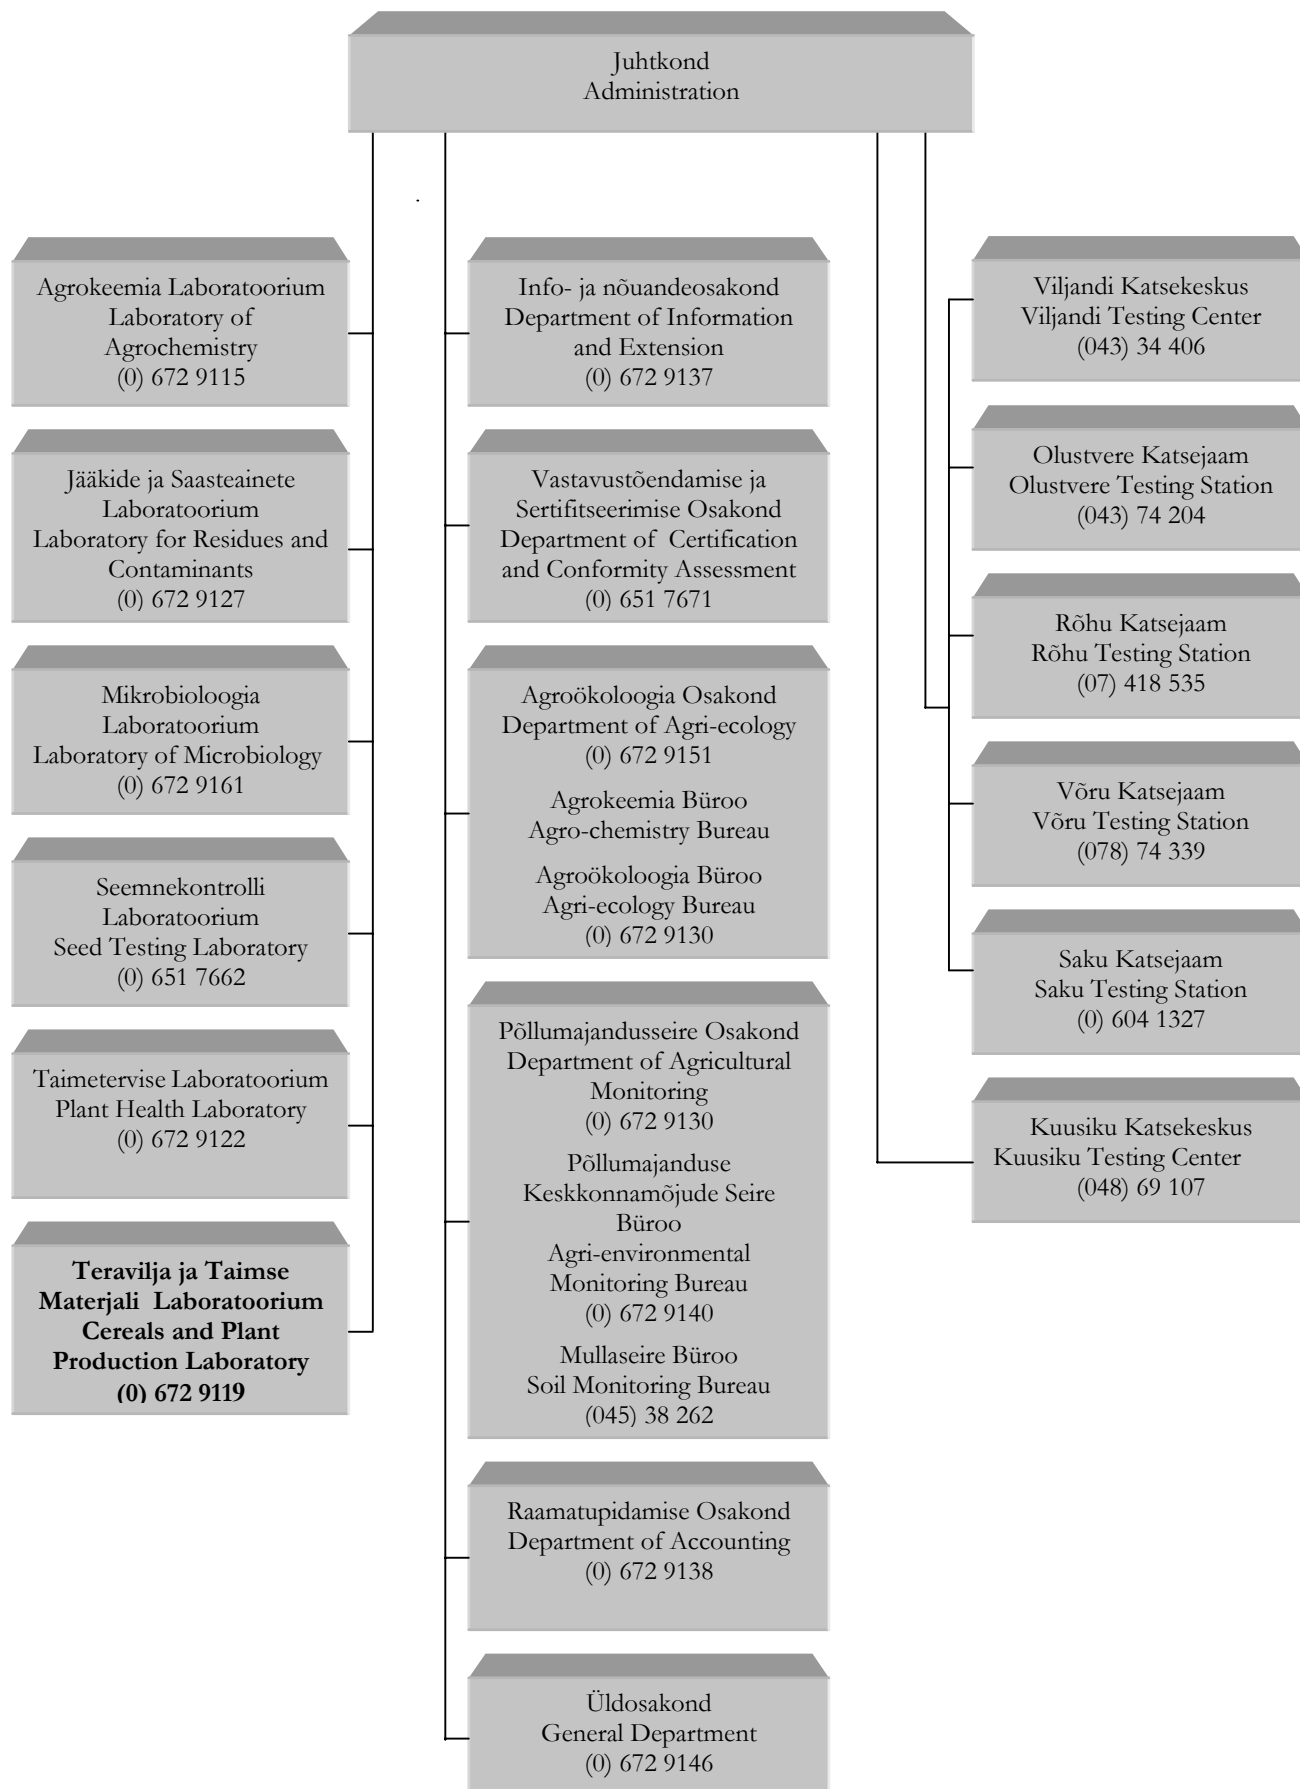 Juhtkond
Administration
Agrokeemia Laboratoorium
Laboratory of
Agrochemistry
(0) 672 9115
Jääkide ja Saasteainete
Laboratoorium
Laboratory for Residues and
Contaminants
(0) 672 9127
Mikrobioloogia
Laboratoorium
Laboratory of Microbiology
(0) 672 9161
Seemnekontrolli
Laboratoorium
Seed Testing Laboratory
(0) 651 7662
Taimetervise Laboratoorium
Plant Health Laboratory
(0) 672 9122
Teravilja ja Taimse
Materjali Laboratoorium
Cereals and Plant
Production Laboratory
(0) 672 9119
Info- ja nõuandeosakond
Department of Information
and Extension
(0) 672 9137
Vastavustõendamise ja
Sertifitseerimise Osakond
Department of Certification
and Conformity Assessment
(0) 651 7671
Agroökoloogia Osakond
Department of Agri-ecology
(0) 672 9151
Agrokeemia Büroo
Agro-chemistry Bureau
Agroökoloogia Büroo
Agri-ecology Bureau
(0) 672 9130
Põllumajandusseire Osakond
Department of Agricultural
Monitoring
(0) 672 9130
Põllumajanduse
Keskkonnamõjude Seire
Büroo
Agri-environmental
Monitoring Bureau
(0) 672 9140
Mullaseire Büroo
Soil Monitoring Bureau
(045) 38 262
Raamatupidamise Osakond
Department of Accounting
(0) 672 9138
Üldosakond
General Department
(0) 672 9146
Viljandi Katsekeskus
Viljandi Testing Center
(043) 34 406
Olustvere Katsejaam
Olustvere Testing Station
(043) 74 204
Rõhu Katsejaam
Rõhu Testing Station
(07) 418 535
Võru Katsejaam
Võru Testing Station
(078) 74 339
Saku Katsejaam
Saku Testing Station
(0) 604 1327
Kuusiku Katsekeskus
Kuusiku Testing Center
(048) 69 107